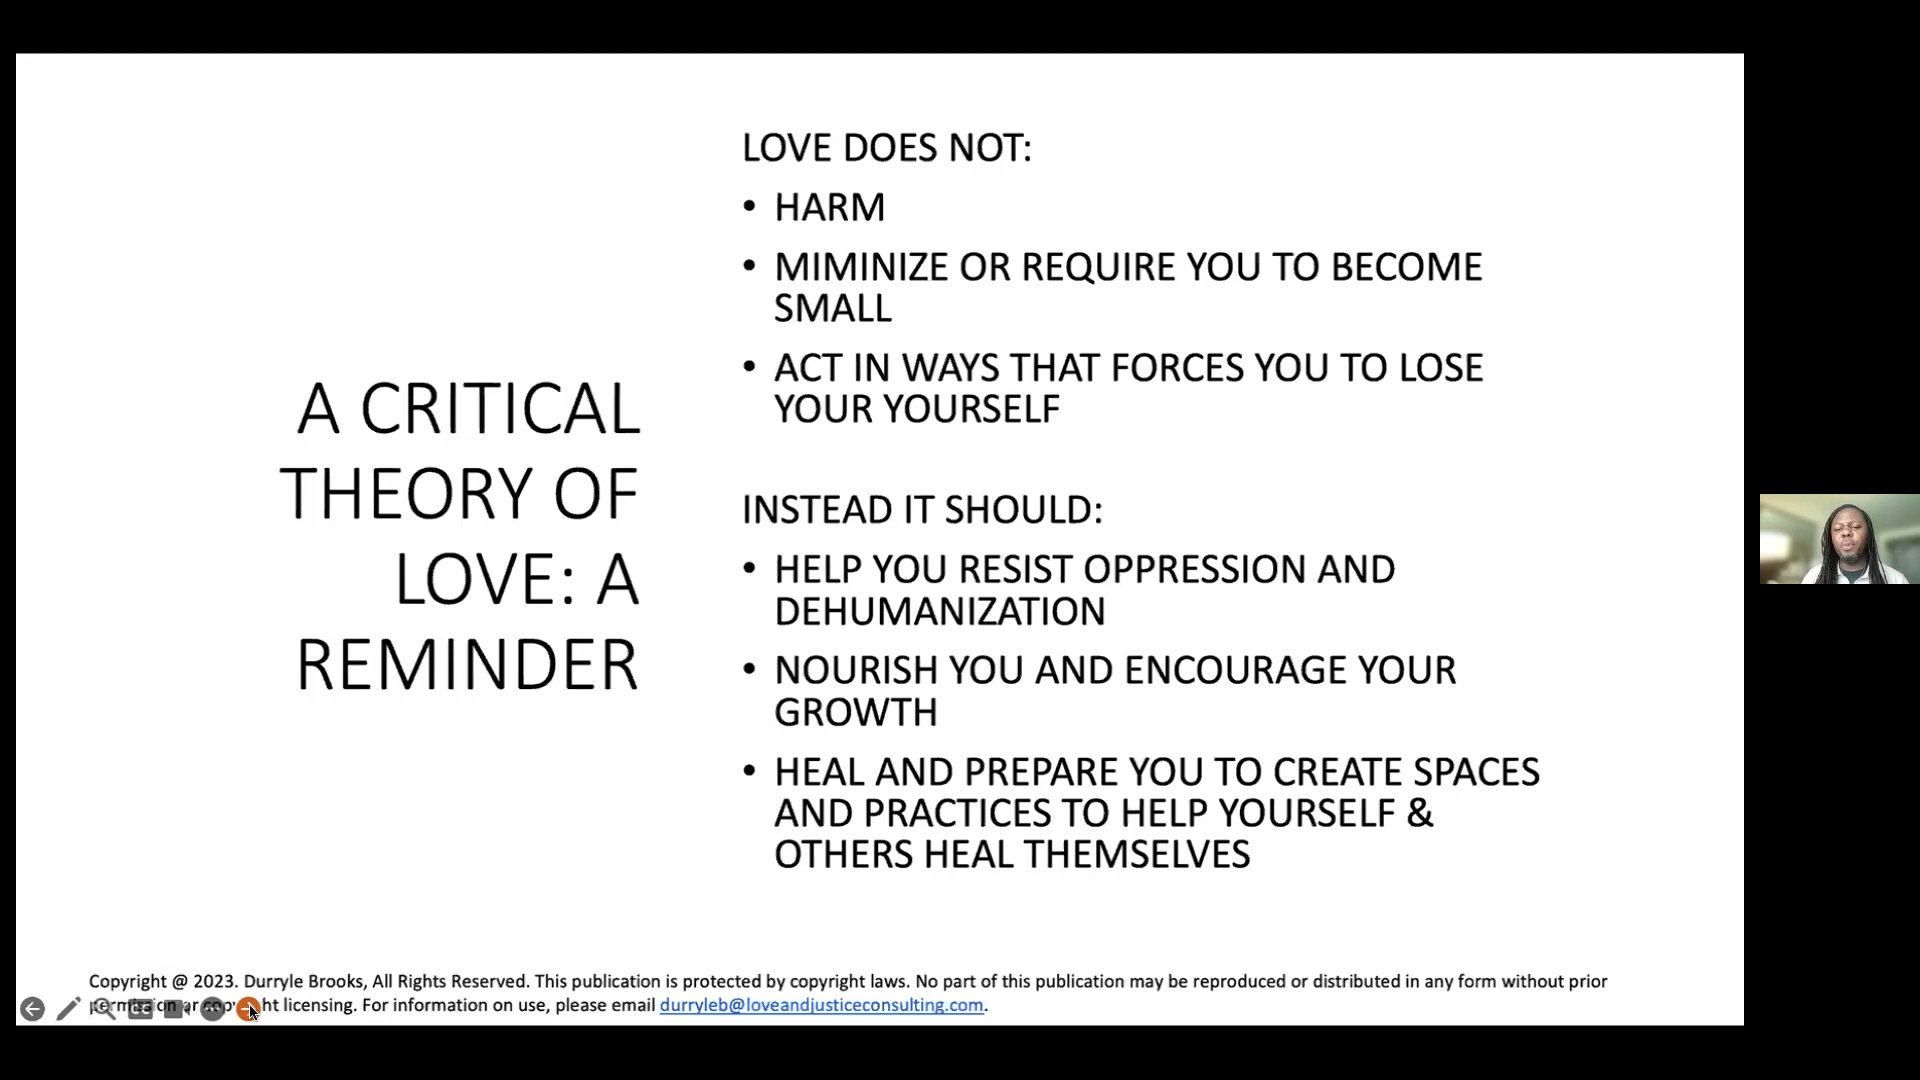 A CRITICAL
THEORY OF
LOVE: A
REMINDER
LOVE DOES NOT:
• HARM
• MIMINIZE OR REQUIRE YOU TO BECOME
SMALL
• ACT IN WAYS THAT FORCES YOU TO LOSE
YOUR YOURSELF
INSTEAD IT SHOULD:
• HELP YOU RESIST OPPRESSION AND
DEHUMANIZATION
• NOURISH YOU AND ENCOURAGE YOUR
GROWTH
• HEAL AND PREPARE YOU TO CREATE SPACES
AND PRACTICES TO HELP YOURSELF &
OTHERS HEAL THEMSELVES
Copyright @ 2023. Durryle Brooks, All Rights Reserved. This publication is protected by copyright laws. No part of this publication may be reproduced or distributed in any form without prior
permission or copyright licensing. For information on use, please email durryleb@loveandjusticeconsulting.com.